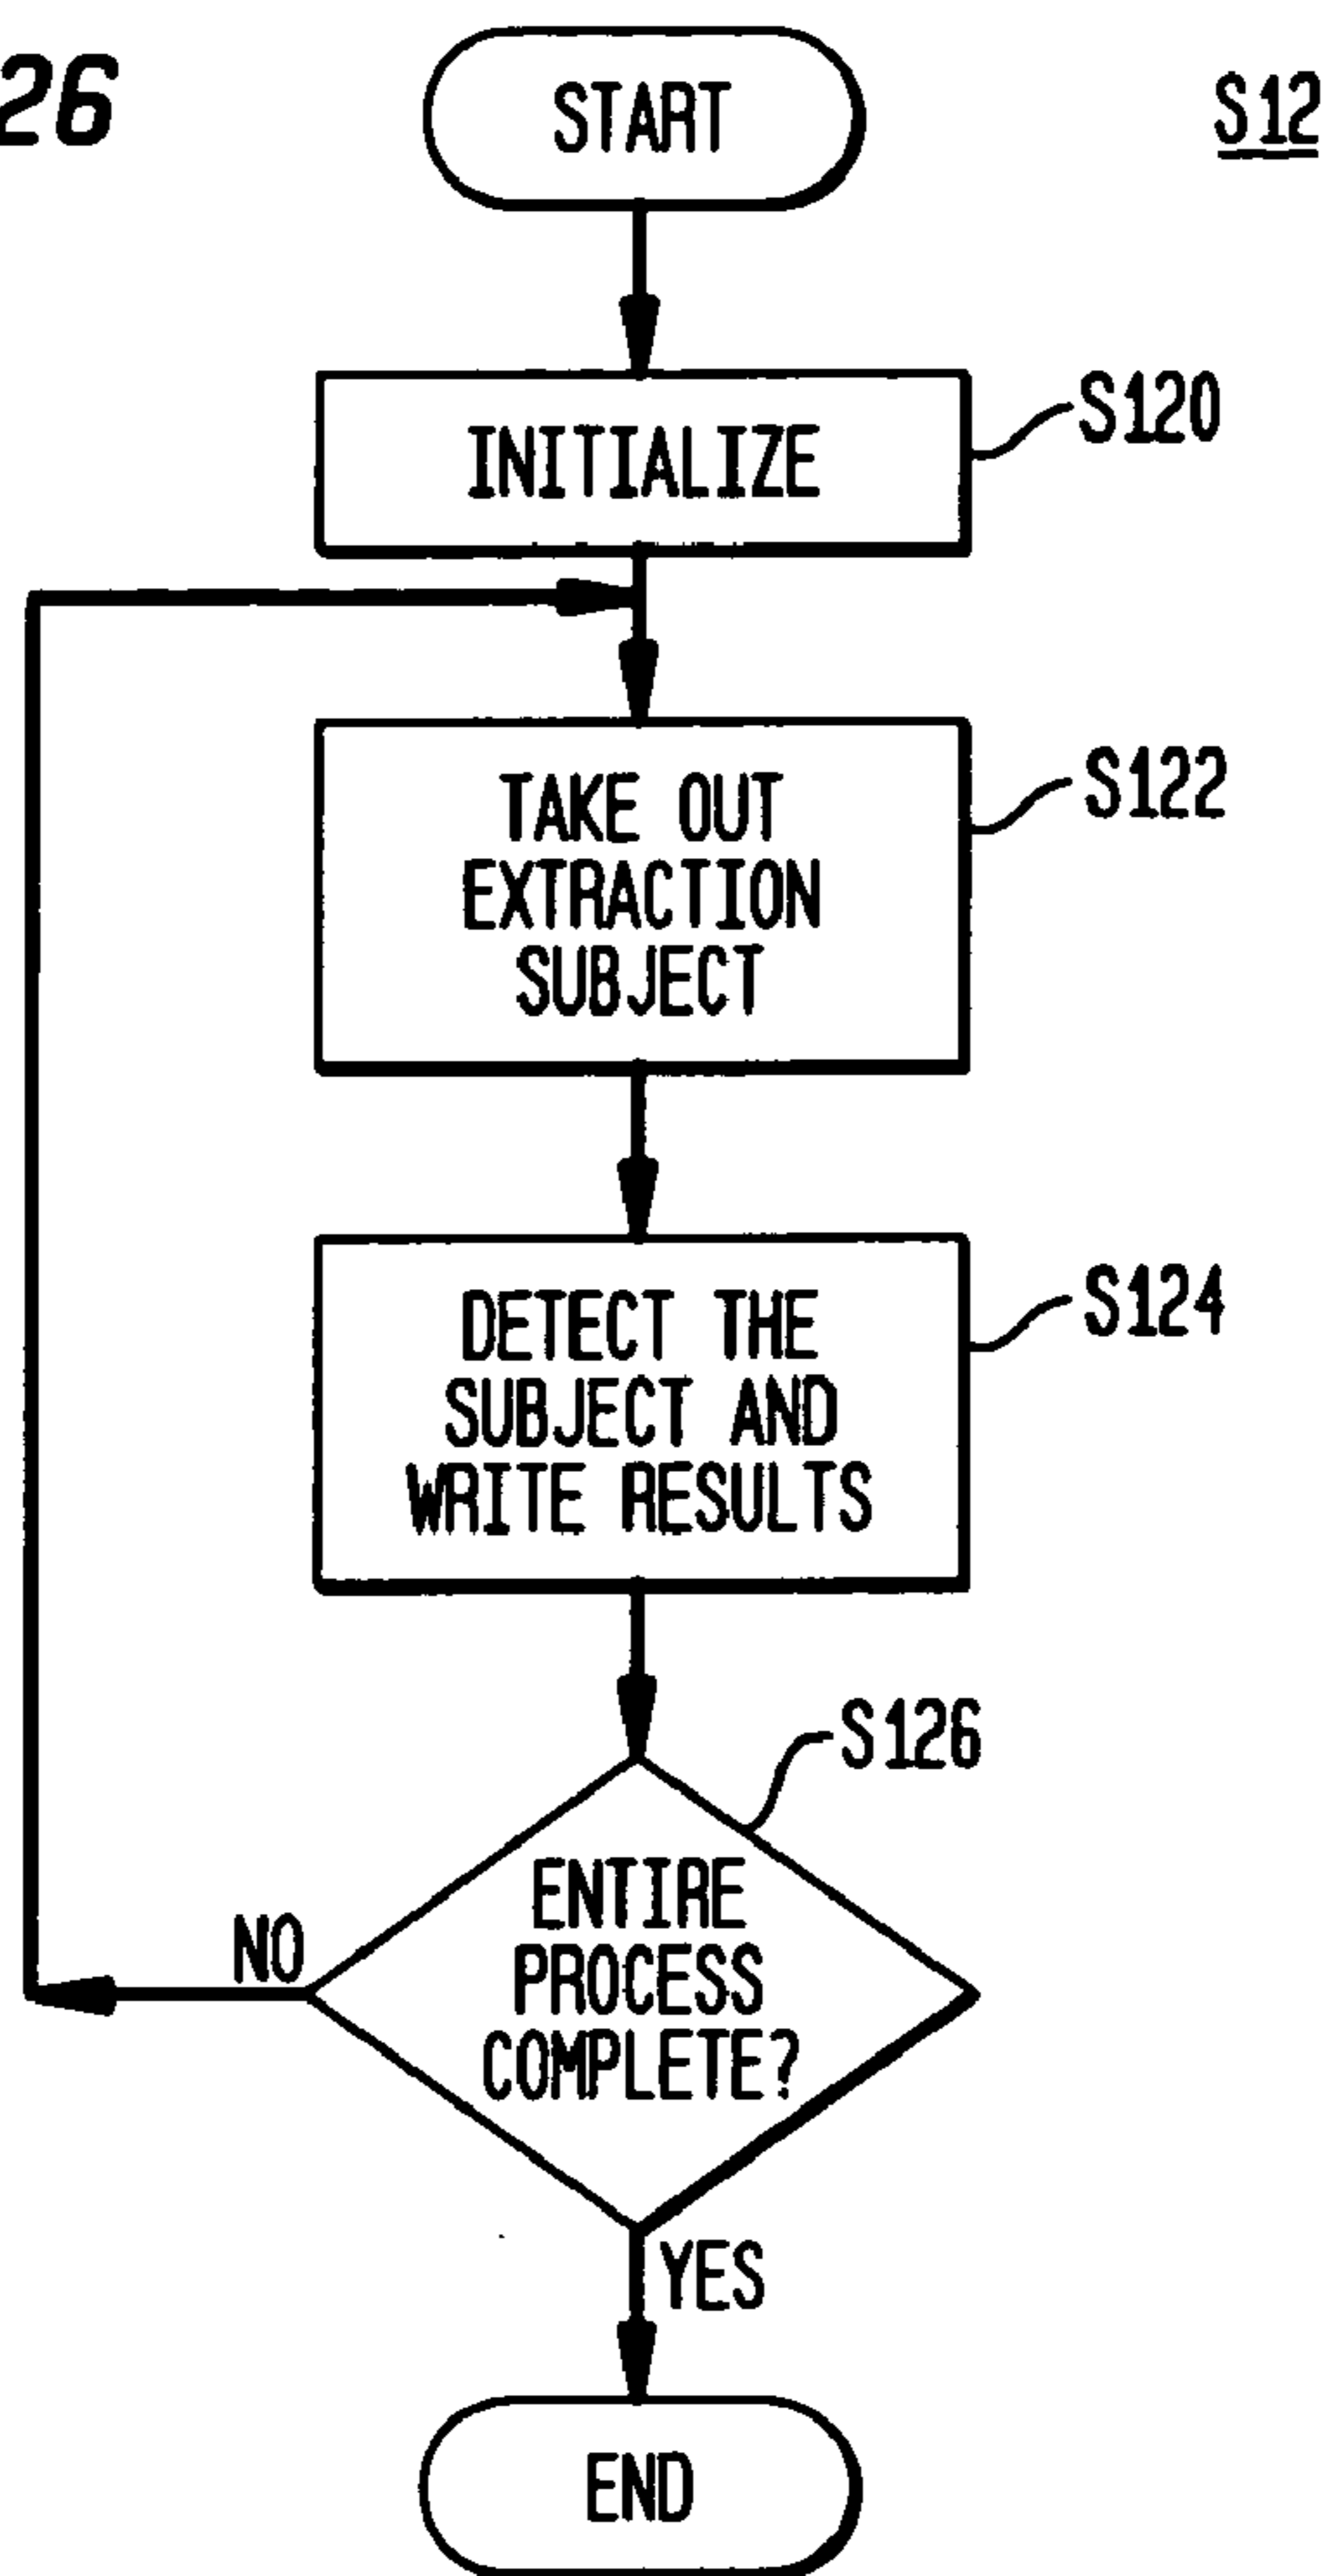 26
START
S12
INITIALIZE
S120
TAKE OUT
EXTRACTION
SUBJECT
S122
DETECT THE
SUBJECT AND
WRITE RESULTS
S124
S126
ENTIRE
PROCESS
COMPLETE?
NO
YES
END